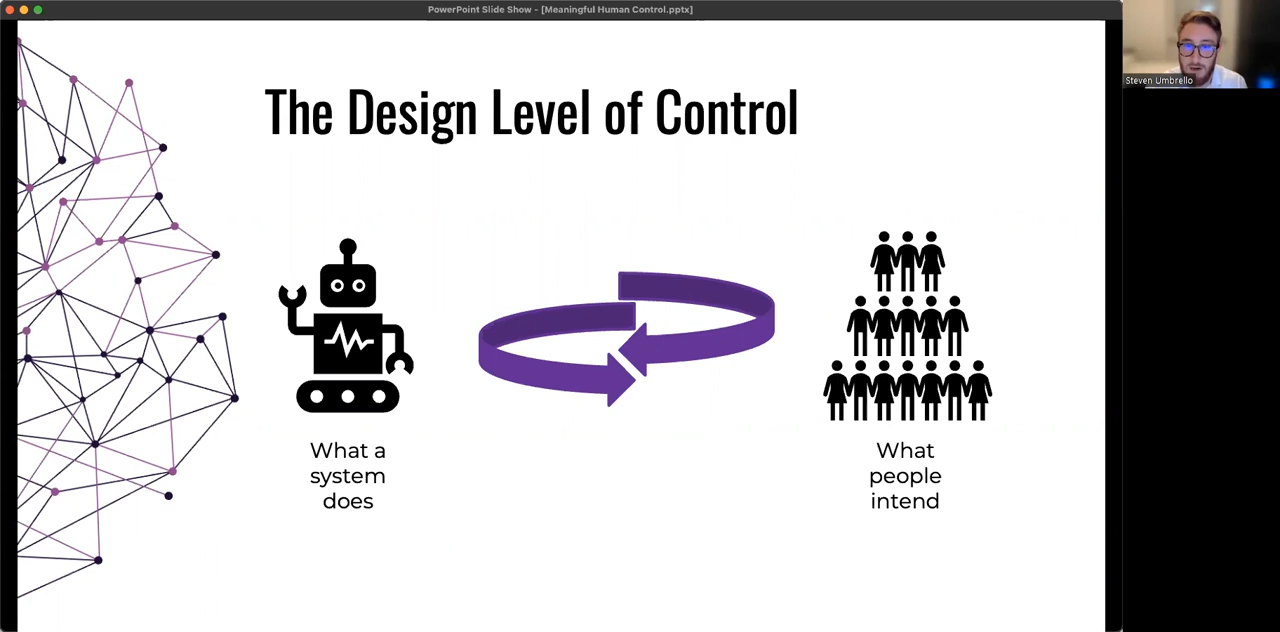 PowerPoint Slide Show - [Meaningful Human Control.pptx]
Steven Umbrello
The Design Level of Control
What a
system
does
What
people
intend